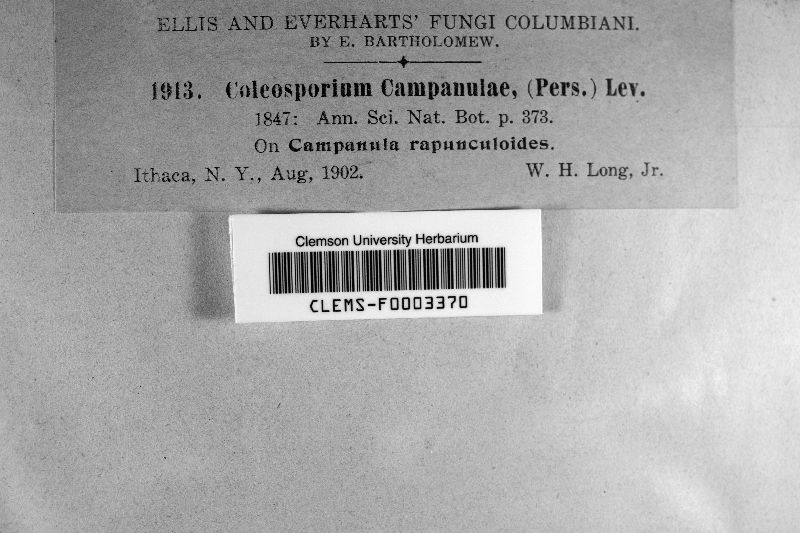 ELLIS AND EVERHARTS' FUNGI COLUMBIANI.
BY E. BARTHOLOMEW.
1913. Coleosporium Campanulae, (Pers.) Lev.
1847: Ann. Sci. Nat. Bot. p. 373.
On Campanula rapunculoides.
Ithaca, N. Y., Aug, 1902. W. H. Long, Jr.
Clemson University Herbarium
CLEMS-F0003370